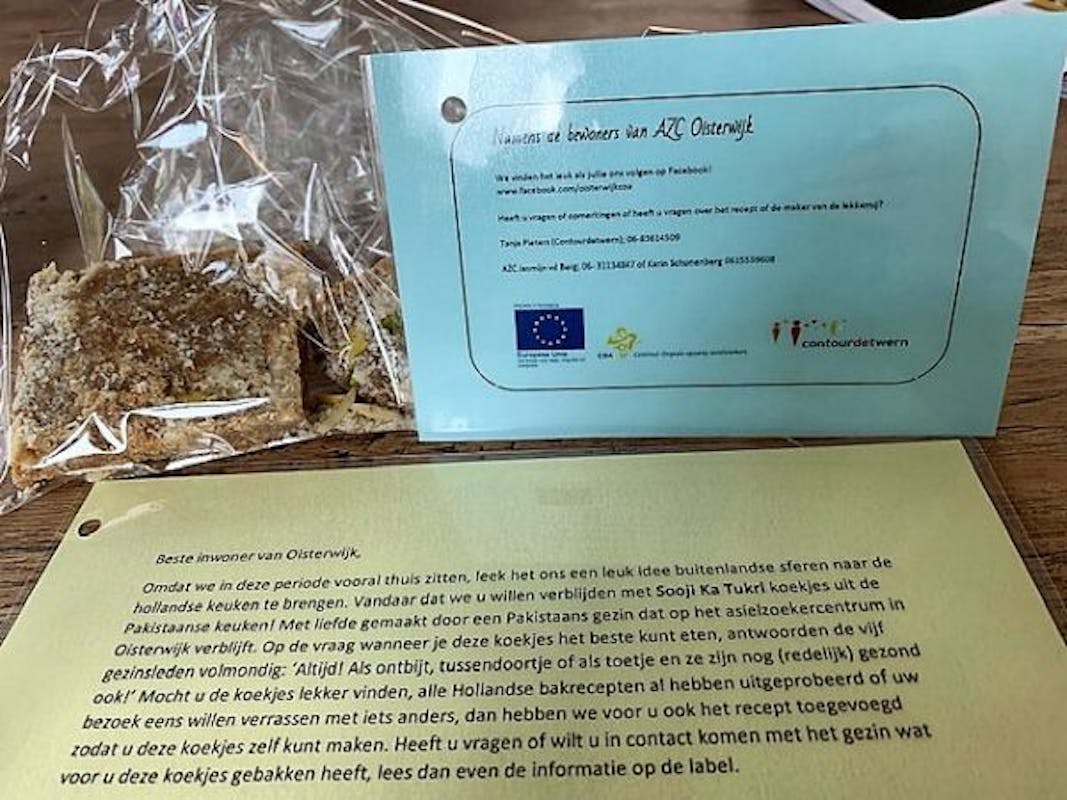 Namens de bewoners van AZC Oisterwijk
We vinden het leuk als jullie ons volgen op Facebook!
www.facebook.com/oosterwijkcoa
Heeft u vragen of opmerkingen of heeft u vragen over het recept of de maker van de lekkernij?
Tanja Pieters (Contourdetwern); 06-83614509
AZC Jasmijn vd Berg; 06- 31134847 of Karin Schonenberg 0615539608
Europese Unie
COA
contourdetwern
Beste inwoner van Oisterwijk,
Omdat we in deze periode vooral thuis zitten, leek het ons een leuk idee buitenlandse sferen naar de
hollandse keuken te brengen. Vandaar dat we u willen verblijden met Sooji Ka Tukri koekjes uit de
Pakistaanse keuken! Met liefde gemaakt door een Pakistaans gezin dat op het asielzoekercentrum in
Oisterwijk verblijft. Op de vraag wanneer je deze koekjes het beste kunt eten, antwoorden de vijf
gezinsleden volmondig: ‘Altijd! Als ontbijt, tussendoortje of als toetje en ze zijn nog (redelijk) gezond
ook!’ Mocht u de koekjes lekker vinden, alle Hollandse bakrecepten al hebben uitgeprobeerd of uw
bezoek eens willen verrassen met iets anders, dan hebben we voor u ook het recept toegevoegd
zodat u deze koekjes zelf kunt maken. Heeft u vragen of wilt u in contact komen met het gezin wat
voor u deze koekjes gebakken heeft, lees dan even de informatie op de label.